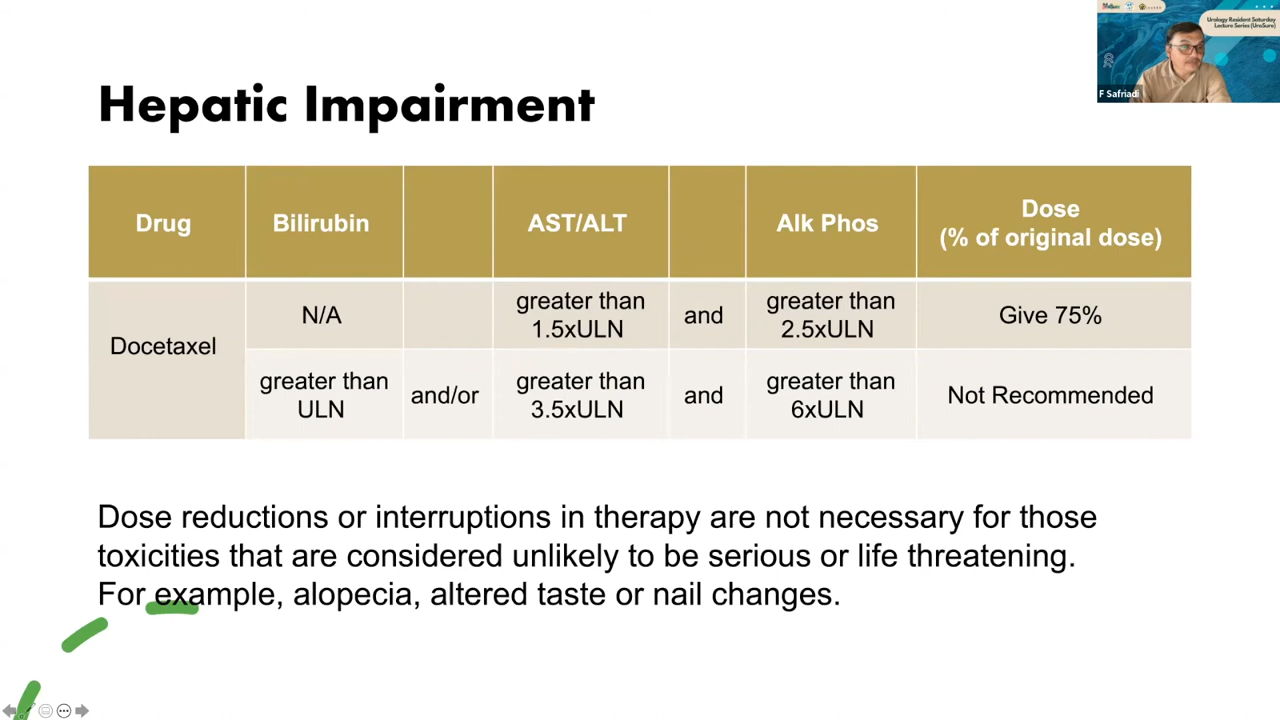 Urology Resident Saturday
Lecture Series (UroSure)
F Safriadi
Hepatic Impairment
Drug
Bilirubin
AST/ALT
Alk Phos
Dose
(% of original dose)
Docetaxel
N/A
greater than
1.5xULN
and
greater than
2.5xULN
Give 75%
greater than
ULN
and/or
greater than
3.5xULN
and
greater than
6xULN
Not Recommended
Dose reductions or interruptions in therapy are not necessary for those
toxicities that are considered unlikely to be serious or life threatening.
For example, alopecia, altered taste or nail changes.